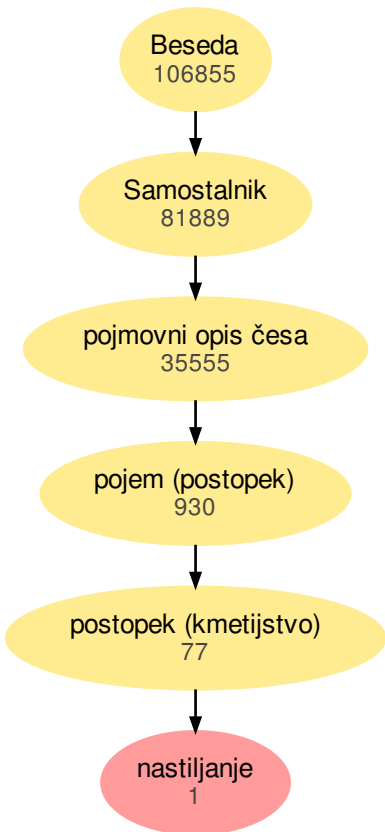 Beseda
106855
Samostalnik
81889
pojmovni opis česa
35555
pojem (postopek)
930
postopek (kmetijstvo)
77
nastiljanje
1